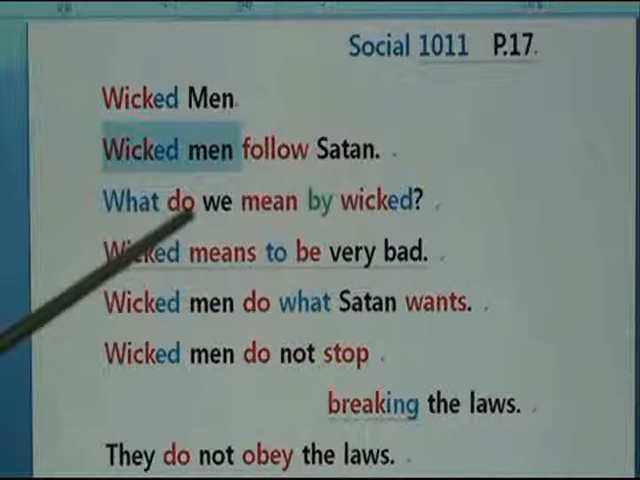 Social 1011 P.17
Wicked Men
Wicked men follow Satan.
What do we mean by wicked?
Wicked means to be very bad.
Wicked men do what Satan wants.
Wicked men do not stop
breaking the laws.
They do not obey the laws.